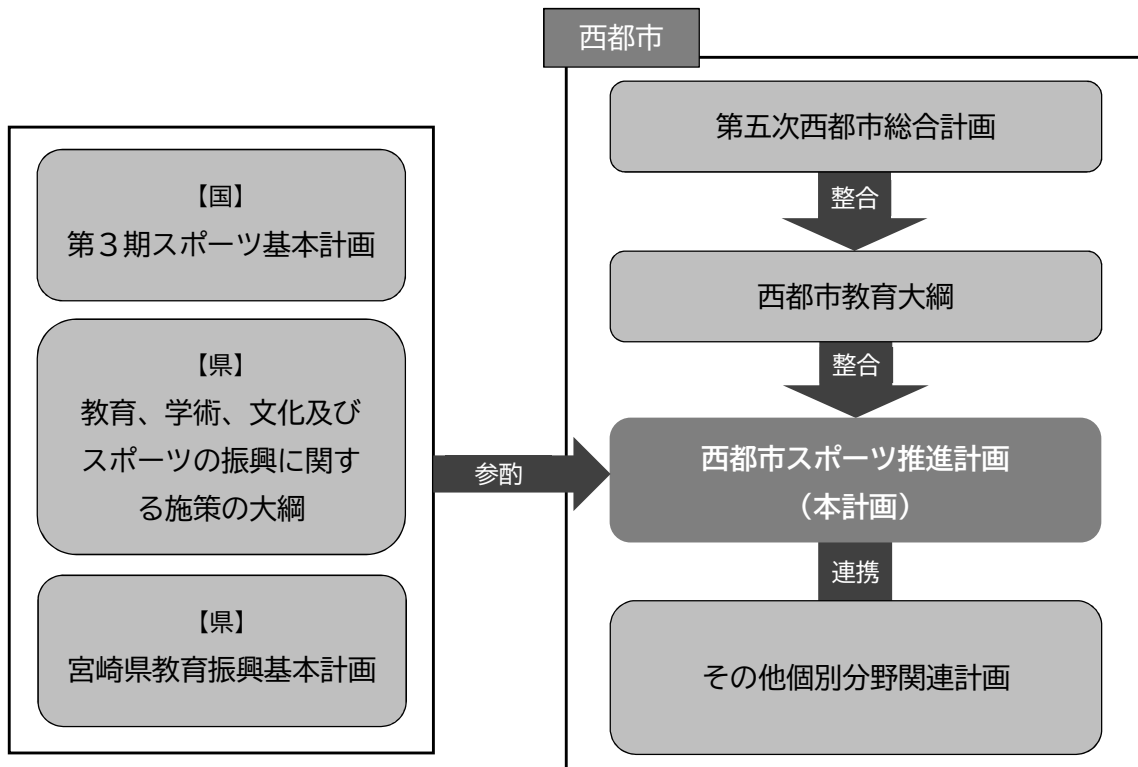 西都市
第五次西都市総合計画
整合
西都市教育大綱
整合
西都市スポーツ推進計画
（本計画）
連携
その他個別分野関連計画
【国】
第３期スポーツ基本計画
【県】
教育、学術、文化及び
スポーツの振興に関す
る施策の大綱
【県】
宮崎県教育振興基本計画
参酌